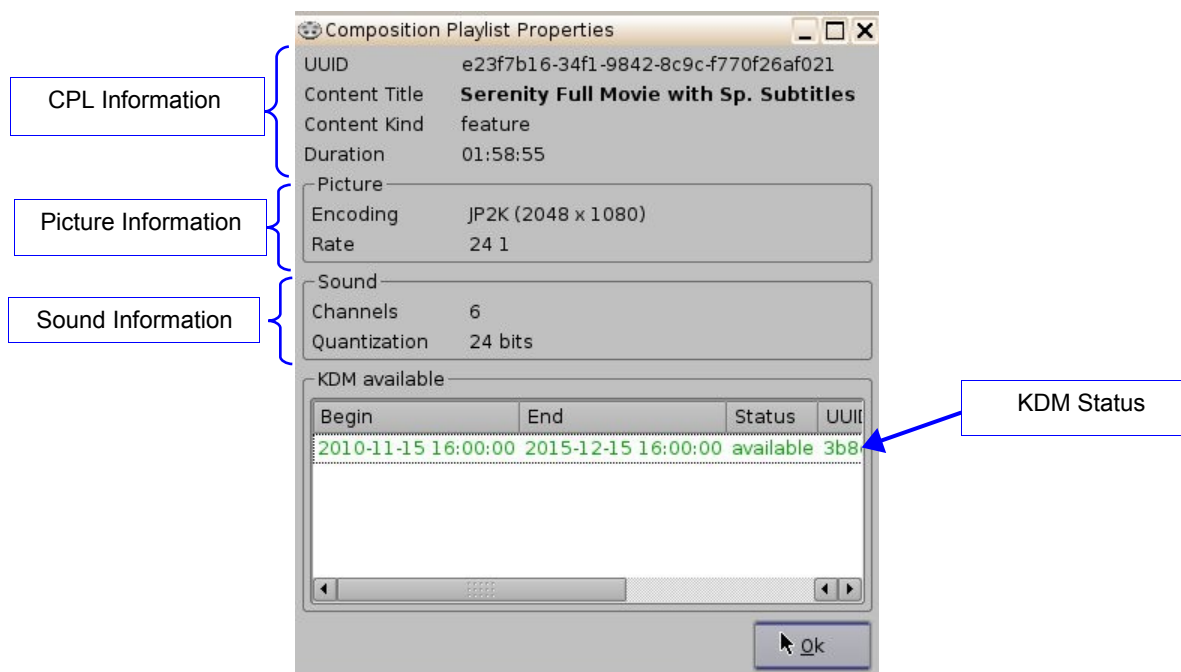 Composition Playlist Properties
CPL Information
UUID e23f7b16-34f1-9842-8c9c-f770f26af021
Content Title Serenity Full Movie with Sp. Subtitles
Content Kind feature
Duration 01:58:55
Picture Information
Picture
Encoding JP2K (2048 x 1080)
Rate 24 1
Sound Information
Sound
Channels 6
Quantization 24 bits
KDM available
Begin End Status UUID
2010-11-15 16:00:00 2015-12-15 16:00:00 available 3b8
KDM Status
Ok